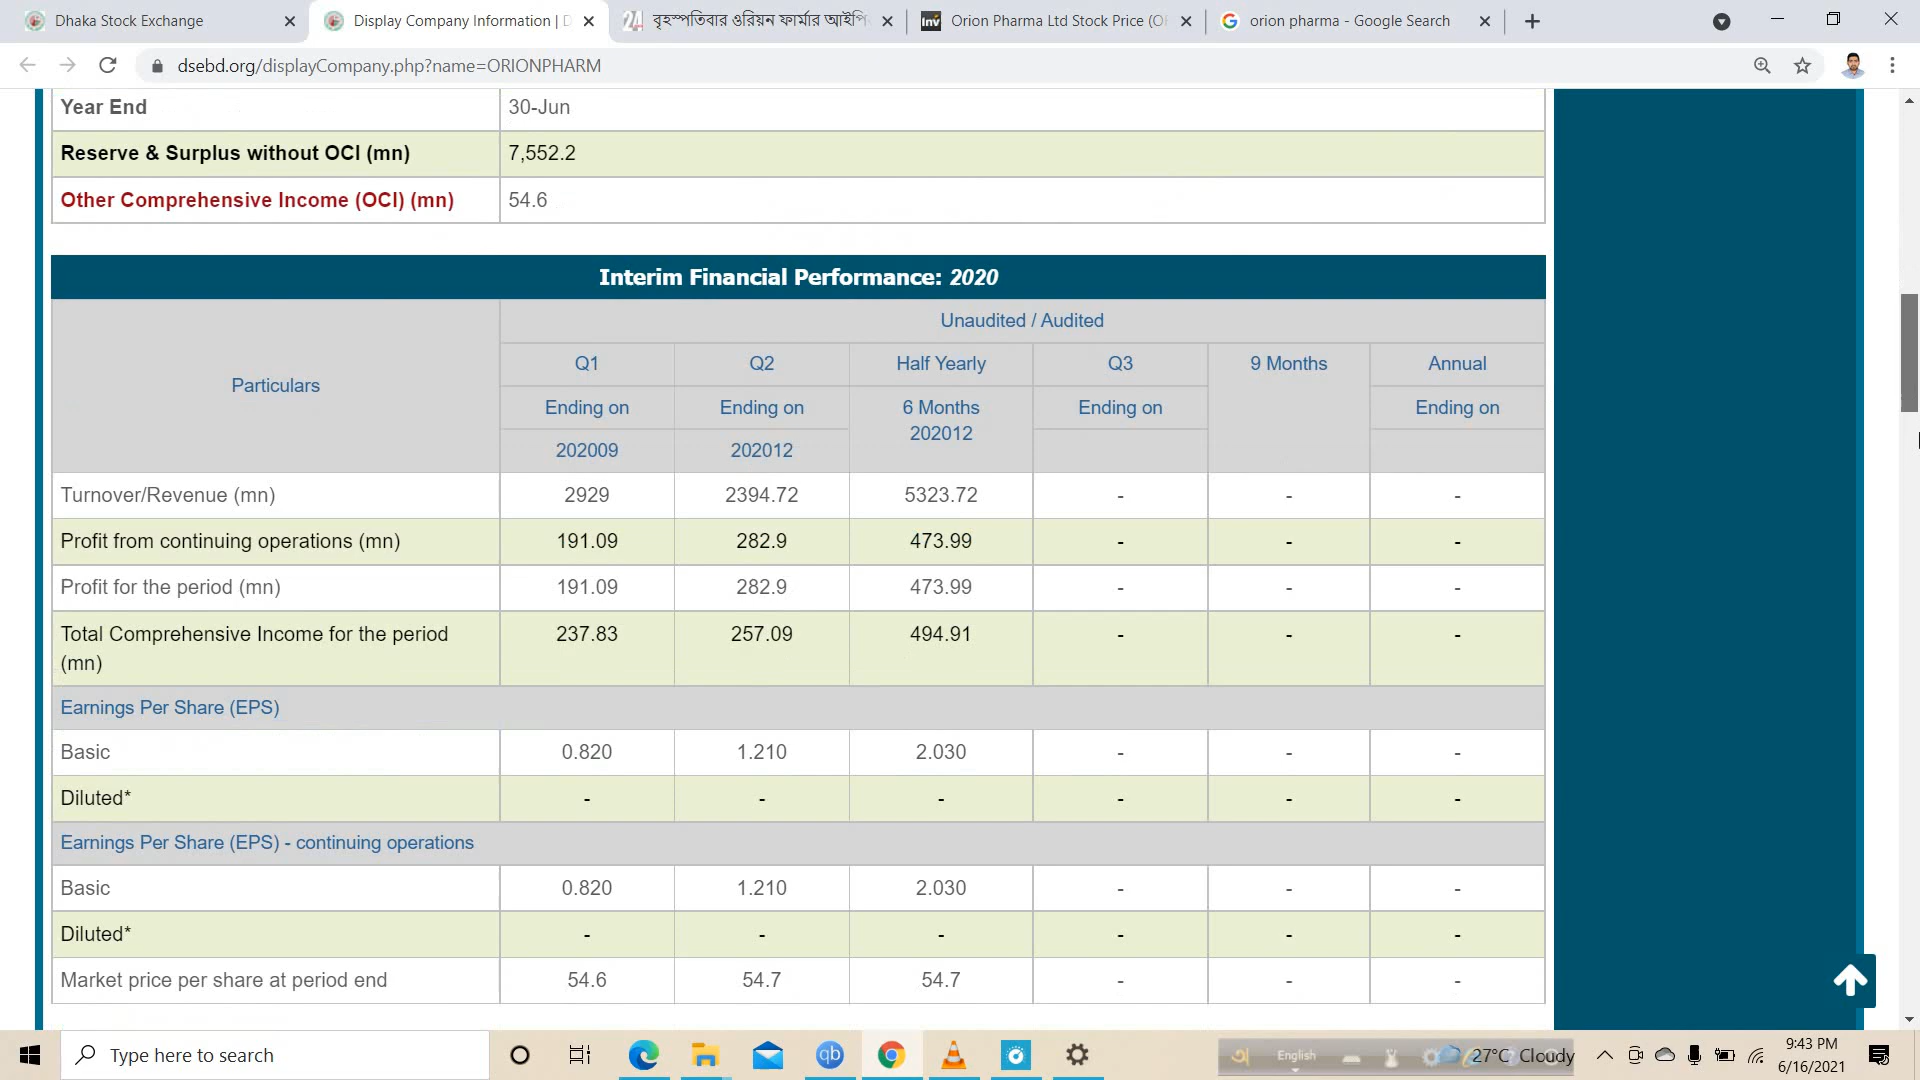 Dhaka Stock Exchange
Display Company Information | D
বৃহস্পতিবার ওরিয়ন ফার্মার আইপি
Orion Pharma Ltd Stock Price (O
orion pharma - Google Search
dsebd.org/displayCompany.php?name=ORIONPHARM
Year End 30-Jun
Reserve & Surplus without OCI (mn) 7,552.2
Other Comprehensive Income (OCI) (mn) 54.6
Interim Financial Performance: 2020
Particulars
Unaudited / Audited
Q1 Q2 Half Yearly Q3 9 Months Annual
Ending on Ending on 6 Months Ending on Ending on
202012
202009 202012
Turnover/Revenue (mn) 2929 2394.72 5323.72 - - -
Profit from continuing operations (mn) 191.09 282.9 473.99 - - -
Profit for the period (mn) 191.09 282.9 473.99 - - -
Total Comprehensive Income for the period 237.83 257.09 494.91 - - -
(mn)
Earnings Per Share (EPS)
Basic 0.820 1.210 2.030 - - -
Diluted* - - - - - -
Earnings Per Share (EPS) - continuing operations
Basic 0.820 1.210 2.030 - - -
Diluted* - - - - - -
Market price per share at period end 54.6 54.7 54.7 - - -
Type here to search
qb
English
27°C Cloudy
9:43 PM
6/16/2021